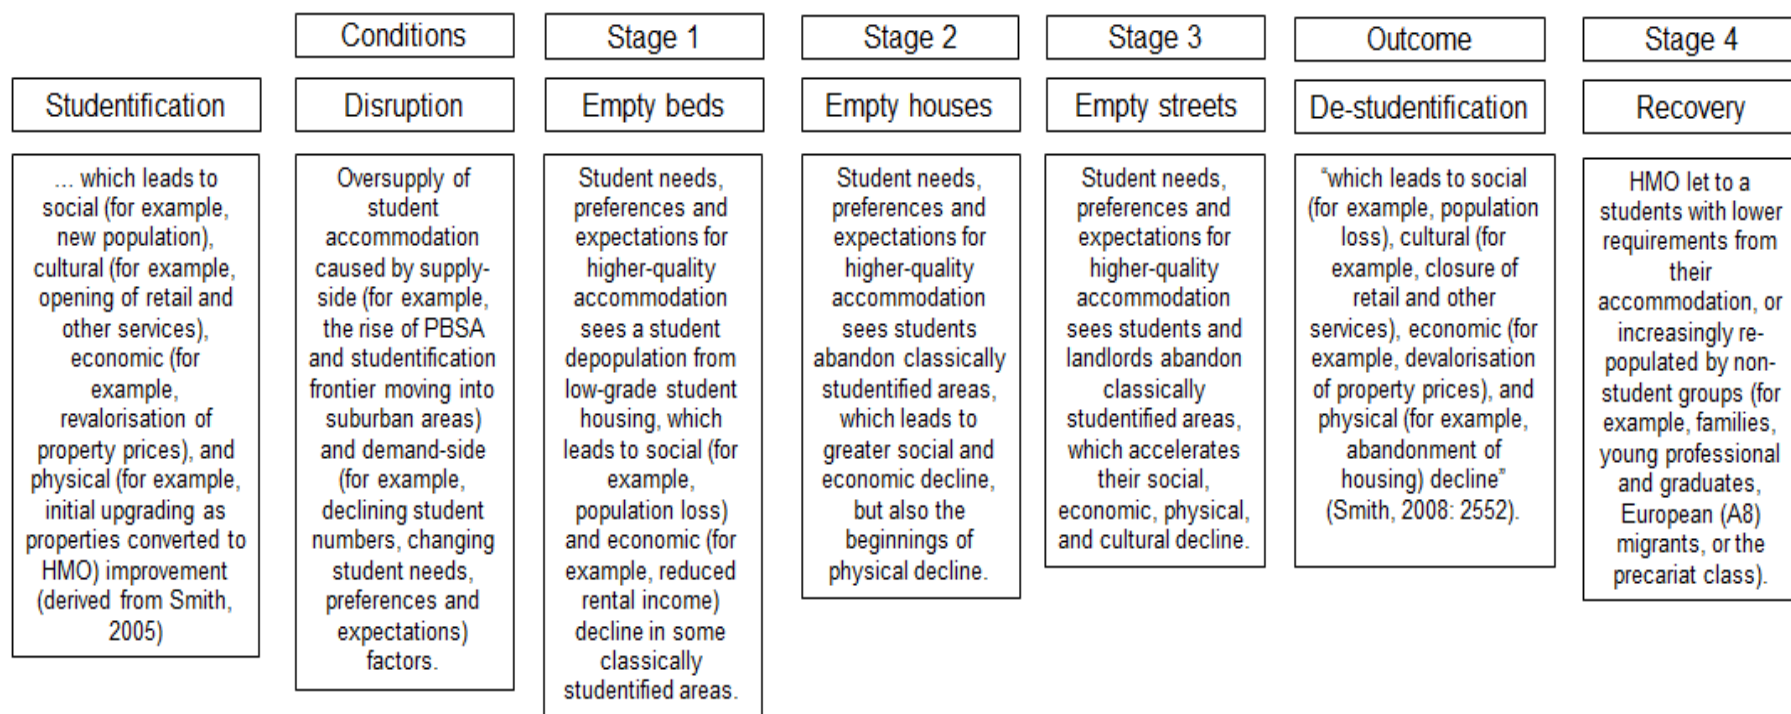 Conditions
Stage 1
Stage 2
Stage 3
Outcome
Stage 4
Studentification
Disruption
Empty beds
Empty houses
Empty streets
De-studentification
Recovery
… which leads to
social (for example,
new population),
cultural (for example,
opening of retail and
other services),
economic (for
example,
revalorisation of
property prices), and
physical (for example,
initial upgrading as
properties converted to
HMO) improvement
(derived from Smith,
2005)
Oversupply of
student
accommodation
caused by supply-
side (for example,
the rise of PBSA
and studentification
frontier moving into
suburban areas)
and demand-side
(for example,
declining student
numbers, changing
student needs,
preferences and
expectations)
factors.
Student needs,
preferences and
expectations for
higher-quality
accommodation
sees a student
depopulation from
low-grade student
housing, which
leads to social (for
example,
population loss)
and economic (for
example, reduced
rental income)
decline in some
classically
studentified areas.
Student needs,
preferences and
expectations for
higher-quality
accommodation
sees students
abandon classically
studentified areas,
which leads to
greater social and
economic decline,
but also the
beginnings of
physical decline.
Student needs,
preferences and
expectations for
higher-quality
accommodation
sees students and
landlords abandon
classically
studentified areas,
which accelerates
their social,
economic, physical,
and cultural decline.
“which leads to social
(for example, population
loss), cultural (for
example, closure of
retail and other
services), economic (for
example, devalorisation
of property prices), and
physical (for example,
abandonment of
housing) decline”
(Smith, 2008: 2552).
HMO let to a
students with lower
requirements from
their
accommodation, or
increasingly re-
populated by non-
student groups (for
example, families,
young professional
and graduates,
European (A8)
migrants, or the
precariat class).